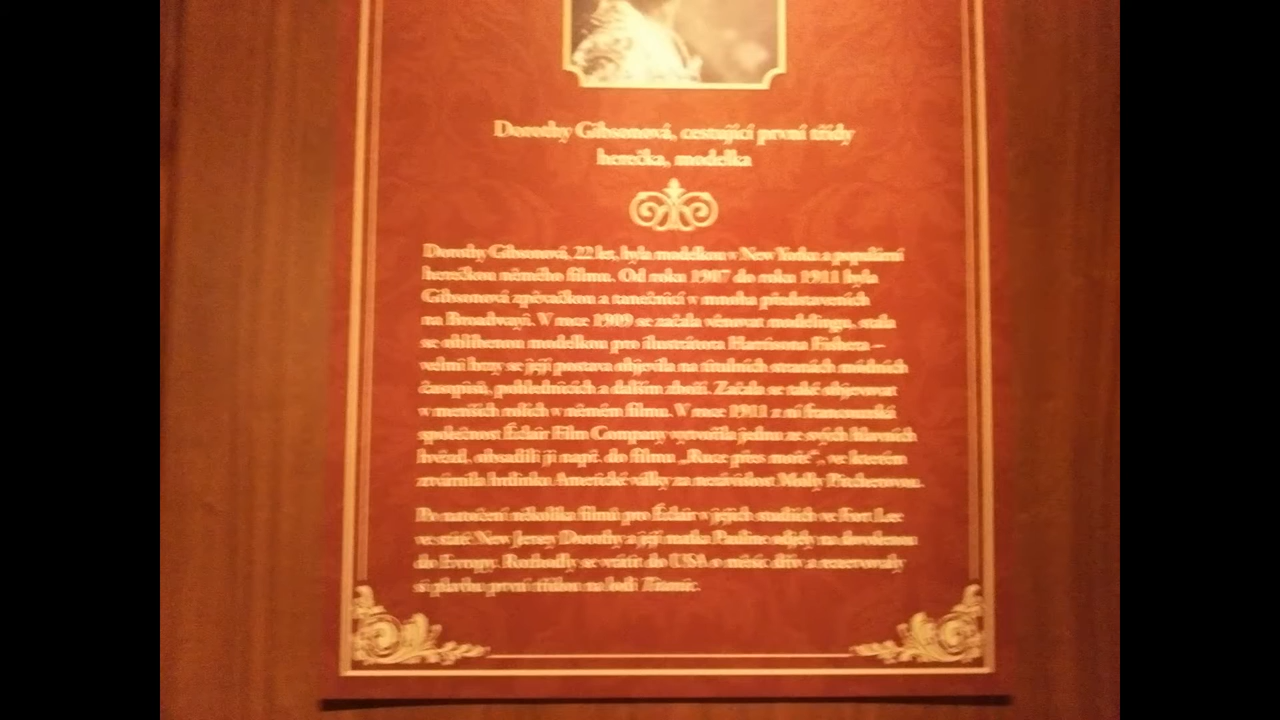 Dorothy Gibsonová, cestující první třídy
herečka, modelka
Dorothy Gibsonová, 22 let, byla modelkou v New Yorku a populární
herečkou němého filmu. Od roku 1907 do roku 1911 byla
Gibsonová zpěvačkou a tanečnicí v mnoha představeních
na Broadwayi. V roce 1909 se začala věnovat modelingu, stala
se oblíbenou modelkou pro ilustrátora Harrisona Fishera –
velmi brzy se její postava objevila na titulních stranách módních
časopisů, pohlednicích a dalším zboží. Začala se také objevovat
v menších rolích v němém filmu. V roce 1911 z ní francouzská
společnost Éclair Film Company vytvořila jednu ze svých hlavních
hvězd, obsadili ji např. do filmu „Ruce přes moře“, ve kterém
ztvárnila hrdinku Americké války za nezávislost Molly Pitcherovou.
Po natočení několika filmů pro Éclair v jejich studiích ve Fort Lee
ve státě New Jersey Dorothy a její matka Pauline odjely na dovolenou
do Evropy. Rozhodly se vrátit do USA o měsíc dřív a rezervovaly
si plavbu první třídou na lodi Titanic.